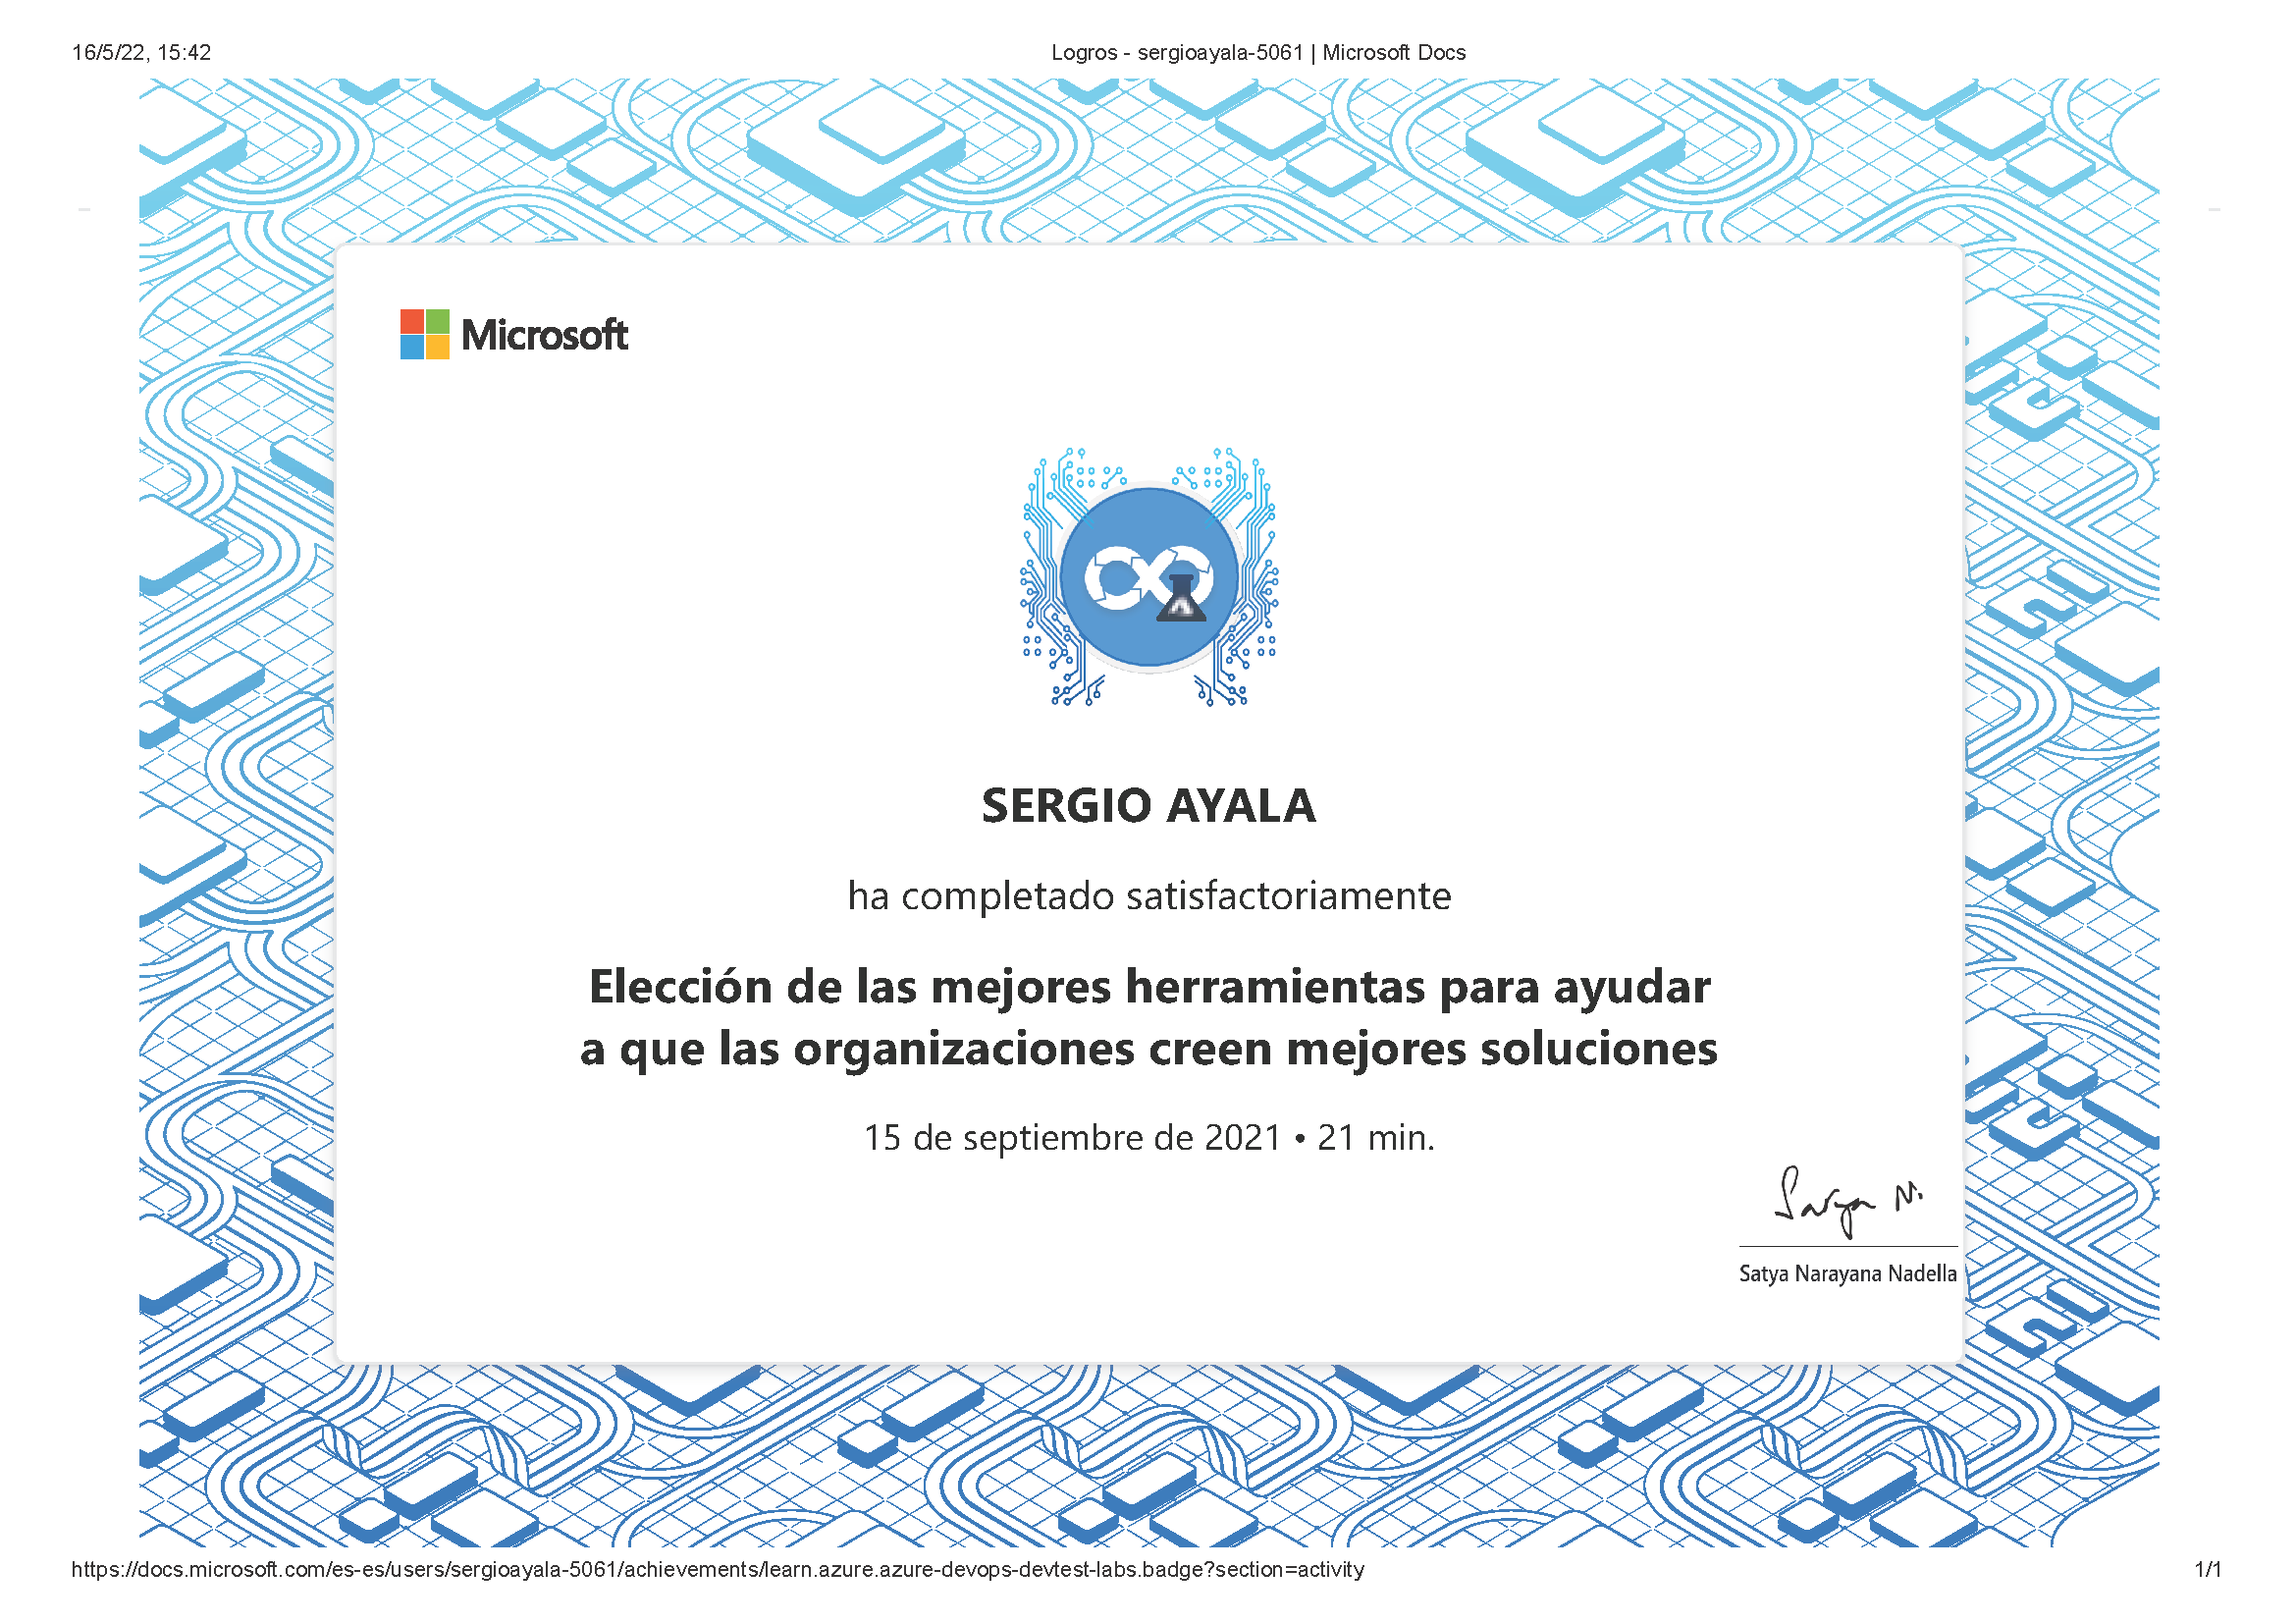 16/5/22, 15:42
Logros - sergioayala-5061 | Microsoft Docs
Microsoft
SERGIO AYALA
ha completado satisfactoriamente
Elección de las mejores herramientas para ayudar
a que las organizaciones creen mejores soluciones
15 de septiembre de 2021 • 21 min.
Satya N.
Satya Narayana Nadella
https://docs.microsoft.com/es-es/users/sergioayala-5061/achievements/learn.azure.azure-devops-devtest-labs.badge?section=activity
1/1